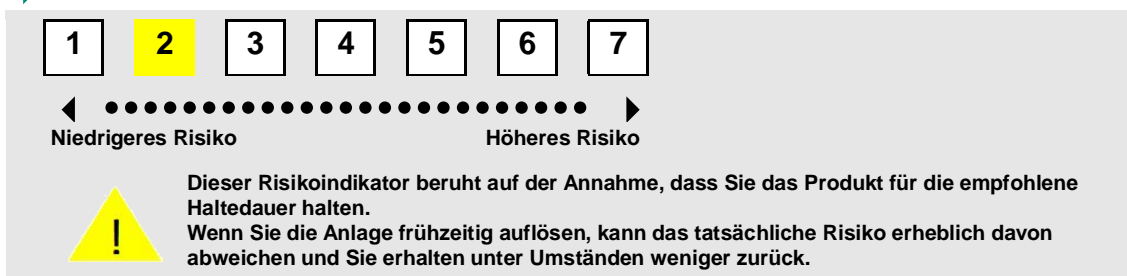 1 2 3 4 5 6 7
Niedrigeres Risiko Höheres Risiko
Dieser Risikoindikator beruht auf der Annahme, dass Sie das Produkt für die empfohlene
Haltedauer halten.
! Wenn Sie die Anlage frühzeitig auflösen, kann das tatsächliche Risiko erheblich davon
abweichen und Sie erhalten unter Umständen weniger zurück.